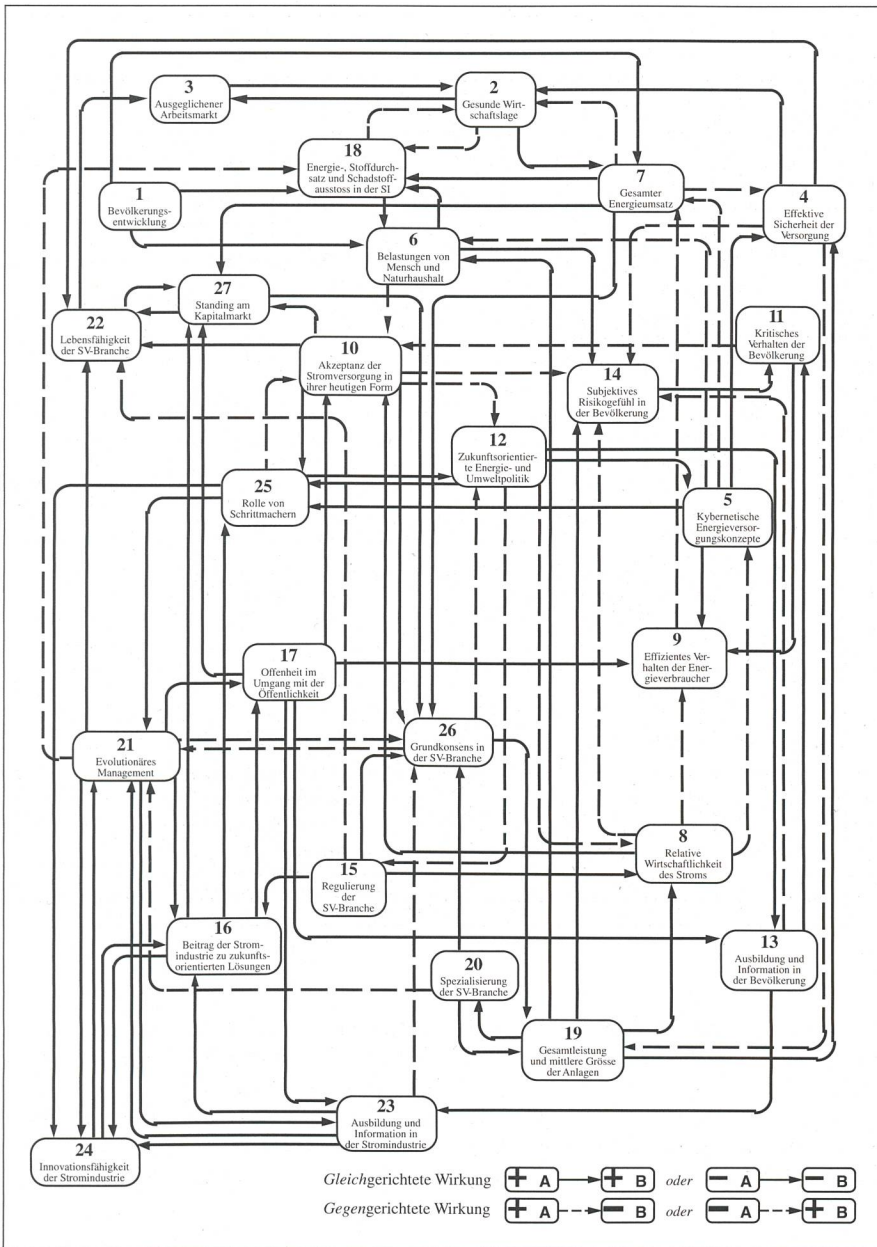 3
Ausgeglichener
Arbeitsmarkt
2
Gesunde Wirt-
schaftslage
18
Energie-, Stoffdurch-
satz und Schadstoff-
ausstoss in der SI
7
Gesamter
Energieumsatz
4
Effektive
Sicherheit der
Versorgung
1
Bevölkerungs-
entwicklung
6
Belastungen von
Mensch und
Naturhaushalt
27
Standing am
Kapitalmarkt
22
Lebensfähigkeit
der SV-Branche
11
Kritisches
Verhalten der
Bevölkerung
10
Akzeptanz der
Stromversorgung in
ihrer heutigen Form
14
Subjektives
Risikogefühl in
der Bevölkerung
12
Zukunftsorientier-
te Energie- und
Umweltpolitik
25
Rolle von
Schrittmachern
5
Kybernetische
Energieversor-
gungskonzepte
9
Effizientes Ver-
halten der Ener-
gieverbraucher
17
Offenheit im
Umgang mit der
Öffentlichkeit
26
Grundkonsens in
der SV-Branche
21
Evolutionäres
Management
8
Relative
Wirtschaftlichkeit
des Stroms
15
Regulierung
der
SV-Branche
16
Beitrag der Strom-
industrie zu zukunfts-
orientierten Lösungen
13
Ausbildung und
Information in
der Bevölkerung
20
Spezialisierung
der SV-Branche
19
Gesamtleistung
und mittlere Grösse
der Anlagen
23
Ausbildung und
Information in
der Stromindustrie
24
Innovationsfähigkeit
der Stromindustrie
Gleichgerichtete Wirkung + A + B oder − A − B
Gegengerichtete Wirkung + A − B oder − A + B